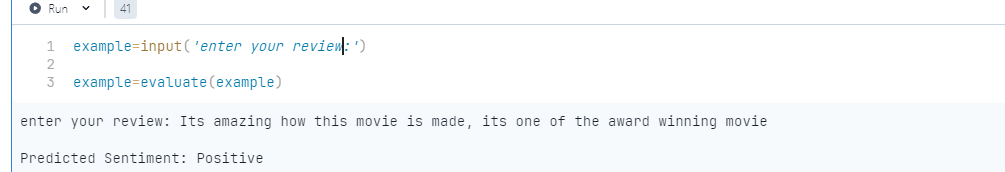 Run 41
1 example=input('enter your review:')
2
3 example=evaluate(example)
enter your review: Its amazing how this movie is made, its one of the award winning movie
Predicted Sentiment: Positive